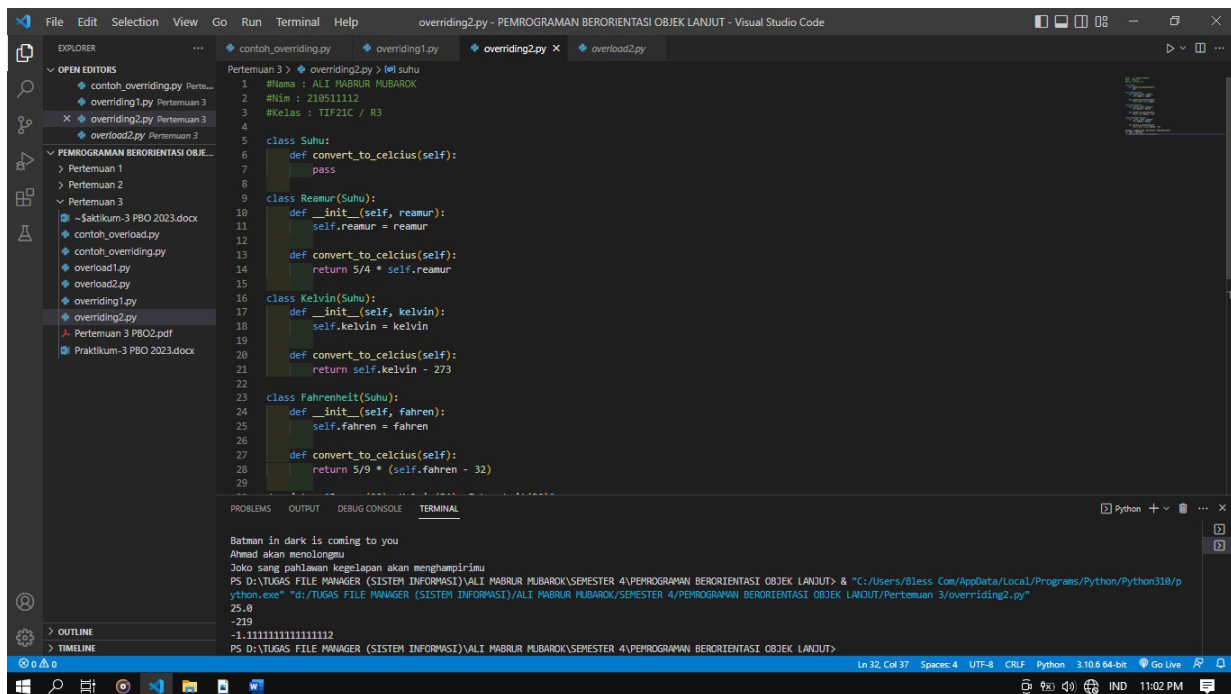 File Edit Selection View Go Run Terminal Help
overriding2.py - PEMROGRAMAN BERORIENTASI OBJEK LANJUT - Visual Studio Code
EXPLORER
OPEN EDITORS
contoh_overriding.py Perte...
overriding1.py Pertemuan 3
overriding2.py Pertemuan 3
overload2.py Pertemuan 3
PEMROGRAMAN BERORIENTASI OBJE...
Pertemuan 1
Pertemuan 2
Pertemuan 3
~$aktikum-3 PBO 2023.docx
contoh_overload.py
contoh_overriding.py
overload1.py
overload2.py
overriding1.py
overriding2.py
Pertemuan 3 PBO2.pdf
Praktikum-3 PBO 2023.docx
OUTLINE
TIMELINE
contoh_overriding.py overriding1.py overriding2.py overload2.py
Pertemuan 3 > overriding2.py > suhu
1 #Nama : ALI MABRUR MUBAROK
2 #Nim : 210511112
3 #Kelas : TIF21C / R3
4
5 class Suhu:
6 def convert_to_celcius(self):
7 pass
8
9 class Reamur(Suhu):
10 def __init__(self, reamur):
11 self.reamur = reamur
12
13 def convert_to_celcius(self):
14 return 5/4 * self.reamur
15
16 class Kelvin(Suhu):
17 def __init__(self, kelvin):
18 self.kelvin = kelvin
19
20 def convert_to_celcius(self):
21 return self.kelvin - 273
22
23 class Fahrenheit(Suhu):
24 def __init__(self, fahren):
25 self.fahren = fahren
26
27 def convert_to_celcius(self):
28 return 5/9 * (self.fahren - 32)
29
PROBLEMS OUTPUT DEBUG CONSOLE TERMINAL
Python
Batman in dark is coming to you
Ahmad akan menolongmu
Joko sang pahlawan kegelapan akan menghampirimu
PS D:\TUGAS FILE MANAGER (SISTEM INFORMASI)\ALI MABRUR MUBAROK\SEMESTER 4\PEMROGRAMAN BERORIENTASI OBJEK LANJUT> & "C:/Users/Bless Com/AppData/Local/Programs/Python/Python310/p
ython.exe" "d:/TUGAS FILE MANAGER (SISTEM INFORMASI)/ALI MABRUR MUBAROK/SEMESTER 4/PEMROGRAMAN BERORIENTASI OBJEK LANJUT/Pertemuan 3/overriding2.py"
25.0
-219
-1.1111111111111112
PS D:\TUGAS FILE MANAGER (SISTEM INFORMASI)\ALI MABRUR MUBAROK\SEMESTER 4\PEMROGRAMAN BERORIENTASI OBJEK LANJUT>
0 0
Ln 32, Col 37 Spaces: 4 UTF-8 CRLF Python 3.10.6 64-bit Go Live
IND 11:02 PM